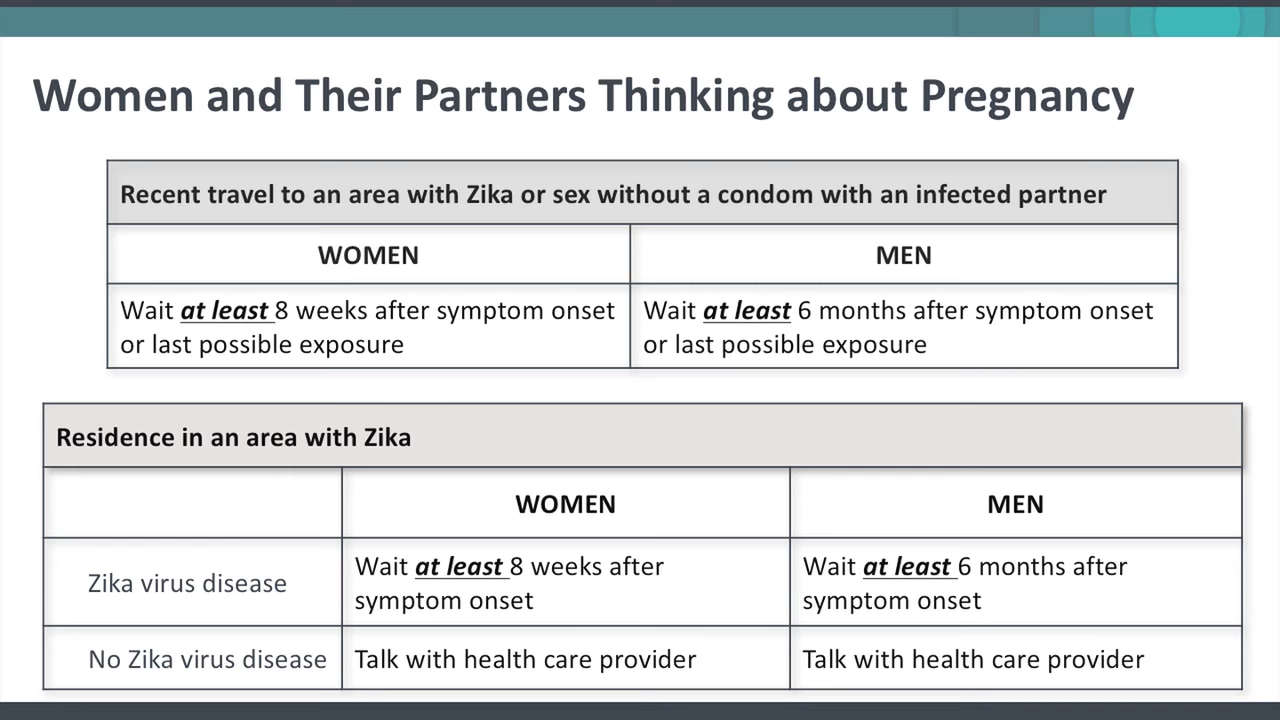 Women and Their Partners Thinking about Pregnancy
Recent travel to an area with Zika or sex without a condom with an infected partner
WOMEN
MEN
Wait at least 8 weeks after symptom onset
or last possible exposure
Wait at least 6 months after symptom onset
or last possible exposure
Residence in an area with Zika
WOMEN
MEN
Zika virus disease
Wait at least 8 weeks after
symptom onset
Wait at least 6 months after
symptom onset
No Zika virus disease
Talk with health care provider
Talk with health care provider